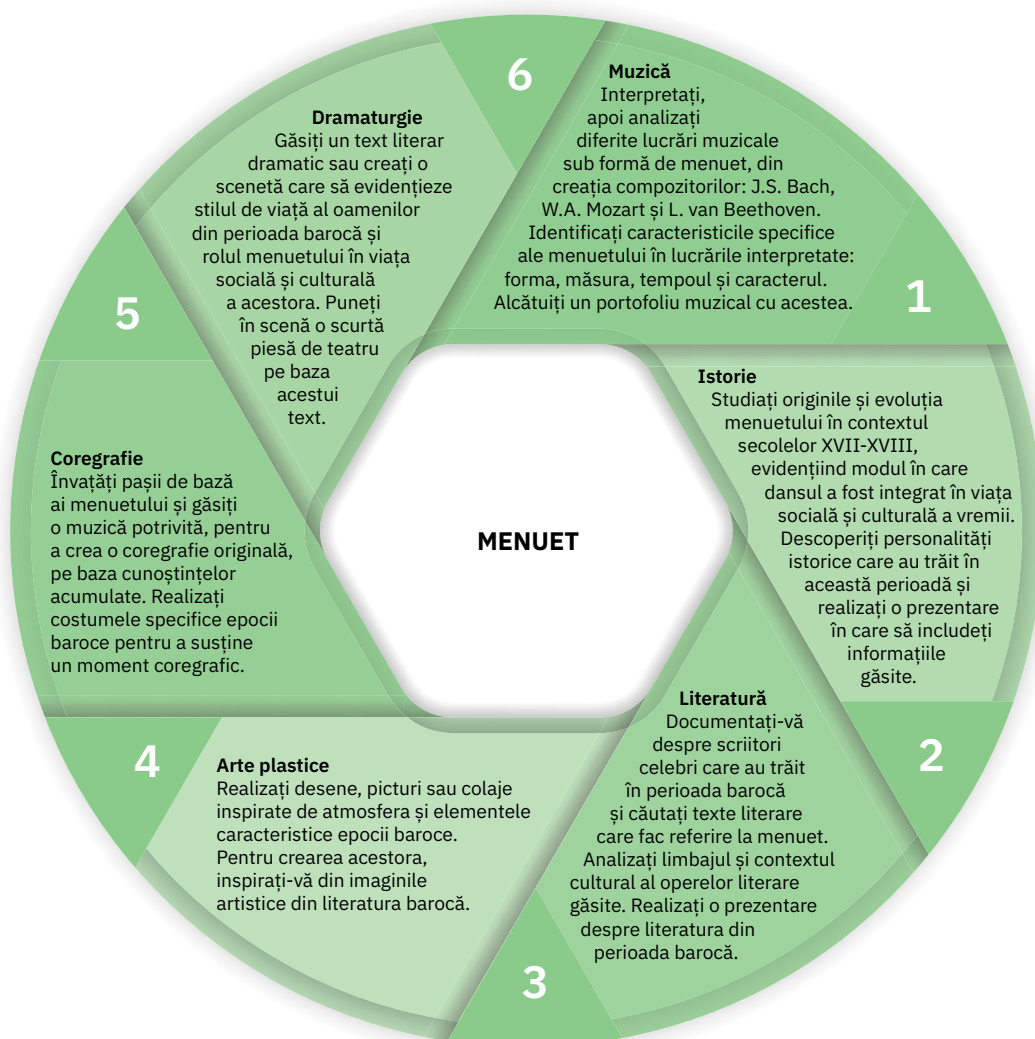 6
Muzică
Interpretați,
apoi analizați
diferite lucrări muzicale
sub formă de menuet, din
creația compozitorilor: J.S. Bach,
W.A. Mozart și L. van Beethoven.
Identificați caracteristicile specifice
ale menuetului în lucrările interpretate:
forma, măsura, tempoul și caracterul.
Alcătuiți un portofoliu muzical cu acestea.
1
Istorie
Studiați originile și evoluția
menuetului în contextul
secolelor XVII-XVIII,
evidențiind modul în care
dansul a fost integrat în viața
socială și culturală a vremii.
Descoperiți personalități
istorice care au trăit în
această perioadă și
realizați o prezentare
în care să includeți
informațiile
găsite.
2
Literatură
Documentați-vă
despre scriitori
celebri care au trăit
în perioada barocă
și căutați texte literare
care fac referire la menuet.
Analizați limbajul și contextul
cultural al operelor literare
găsite. Realizați o prezentare
despre literatura din
perioada barocă.
3
Arte plastice
Realizați desene, picturi sau colaje
inspirate de atmosfera și elementele
caracteristice epocii baroce.
Pentru crearea acestora,
inspirați-vă din imaginile
artistice din literatura barocă.
4
Coregrafie
Învățăți pașii de bază
ai menuetului și găsiți
o muzică potrivită, pentru
a crea o coregrafie originală,
pe baza cunoștințelor
acumulate. Realizați
costumele specifice epocii
baroce pentru a susține
un moment coregrafic.
5
Dramaturgie
Găsiți un text literar
dramatic sau creați o
scenetă care să evidențieze
stilul de viață al oamenilor
din perioada barocă și
rolul menuetului în viața
socială și culturală
a acestora. Puneți
în scenă o scurtă
piesă de teatru
pe baza
acestui
text.
MENUET